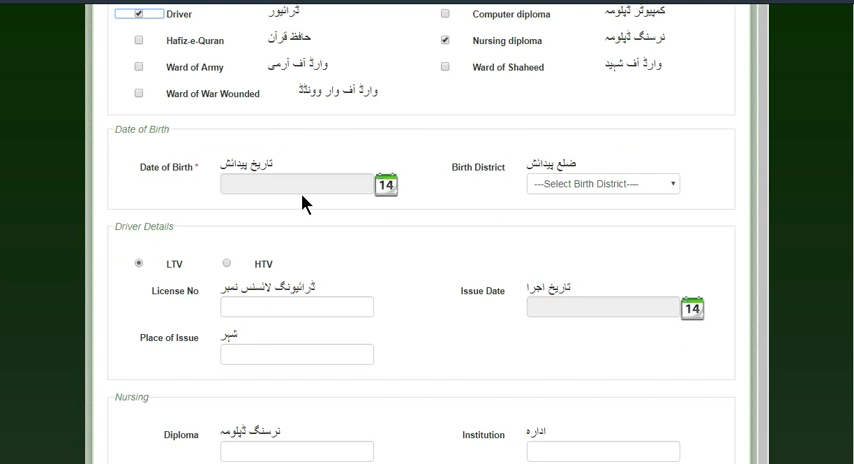 Driver ڈرائیور Computer diploma کمپیوٹر ڈپلومہ
Hafiz-e-Quran حافظ قرآن Nursing diploma نرسنگ ڈپلومہ
Ward of Army وارڈ آف آرمی Ward of Shaheed وارڈ آف شہید
Ward of War Wounded وارڈ آف وار وونڈڈ
Date of Birth
Date of Birth * تاریخ پیدائش Birth District ضلع پیدائش
14 ---Select Birth District----
Driver Details
LTV HTV
License No ڈرائیونگ لائسنس نمبر Issue Date تاریخ اجرا
14
Place of Issue شہر
Nursing
Diploma نرسنگ ڈپلومہ Institution ادارہ